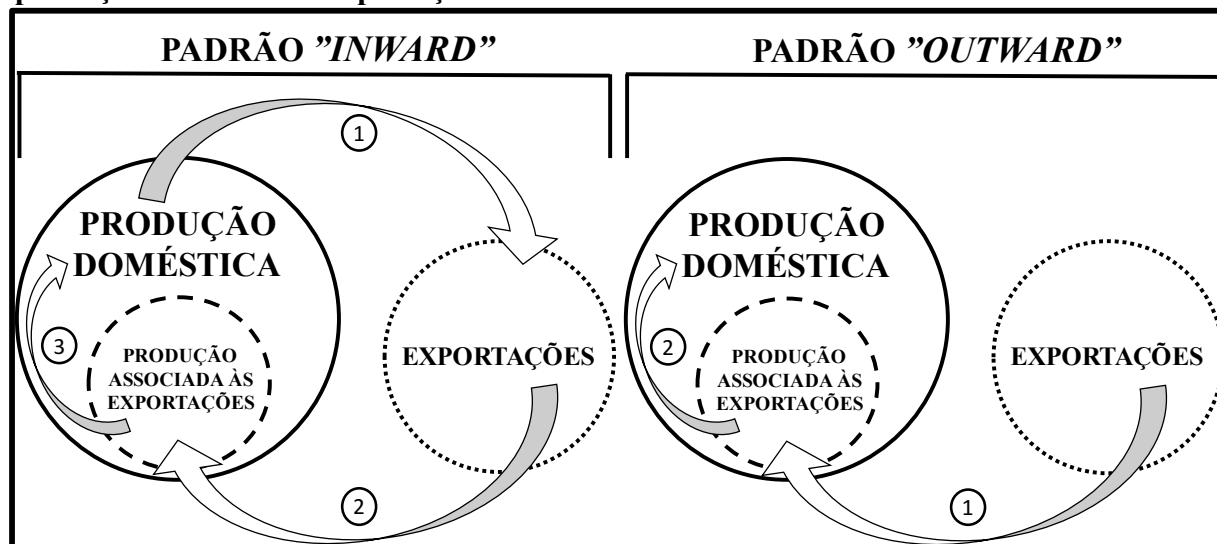 PADRÃO ”INWARD”
PADRÃO ”OUTWARD”
1
PRODUÇÃO
DOMÉSTICA
3
PRODUÇÃO
ASSOCIADA ÀS
EXPORTAÇÕES
EXPORTAÇÕES
2
PRODUÇÃO
DOMÉSTICA
2
PRODUÇÃO
ASSOCIADA ÀS
EXPORTAÇÕES
EXPORTAÇÕES
1